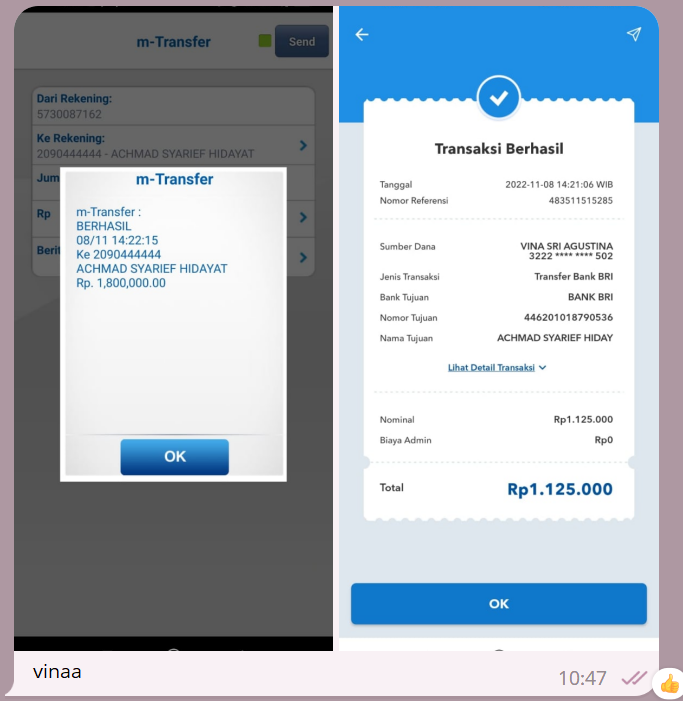 m-Transfer
Send
Dari Rekening:
5730087162
Ke Rekening:
2090444444 - ACHMAD SYARIEF HIDAYAT
Jum
Rp
Berit
m-Transfer
m-Transfer :
BERHASIL
08/11 14:22:15
Ke 2090444444
ACHMAD SYARIEF HIDAYAT
Rp. 1,800,000.00
OK
Transaksi Berhasil
Tanggal 2022-11-08 14:21:06 WIB
Nomor Referensi 483511515285
Sumber Dana VINA SRI AGUSTINA
3222 **** **** 502
Jenis Transaksi Transfer Bank BRI
Bank Tujuan BANK BRI
Nomor Tujuan 446201018790536
Nama Tujuan ACHMAD SYARIEF HIDAY
Lihat Detail Transaksi
Nominal Rp1.125.000
Biaya Admin Rp0
Total Rp1.125.000
OK
vinaa
10:47